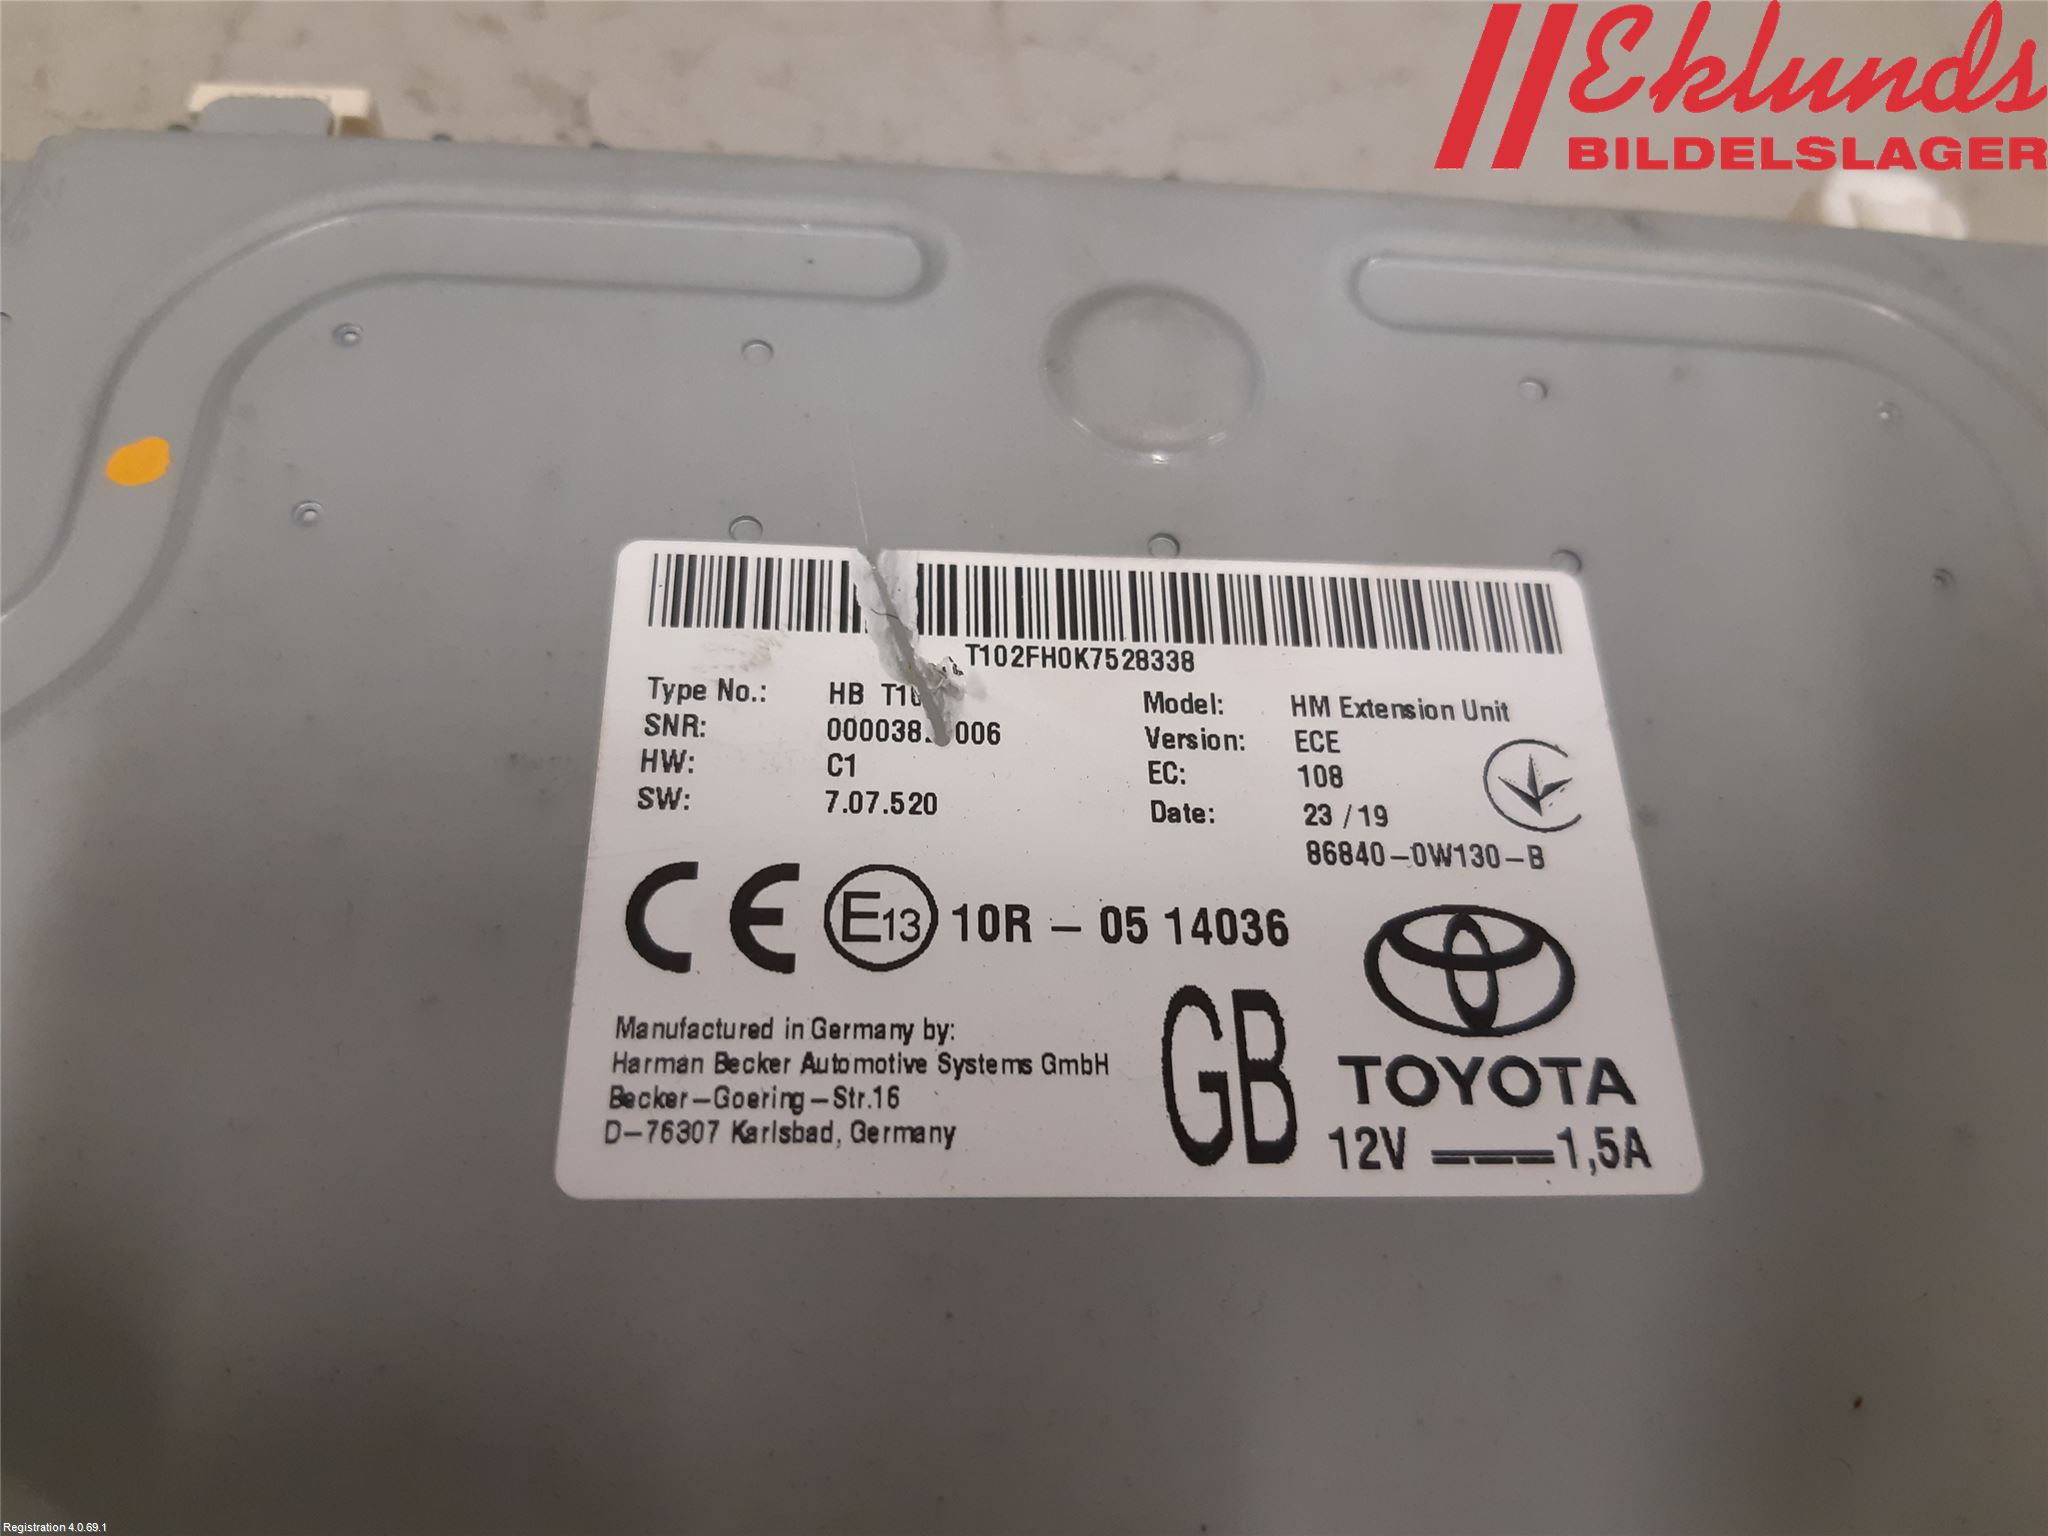 Eklunds
BILDELSLAGER
T102FH0K7528338
Type No.: HB
SNR:
HW: C1
SW: 7.07.520
Model: HM Extension Unit
Version: ECE
EC: 108
Date: 23 / 19
86840-0W130-B
CE E13 10R - 05 14036
Manufactured in Germany by:
Harman Becker Automotive Systems GmbH
Becker-Goering-Str.16
D-76307 Karlsbad, Germany
GB
TOYOTA
12V 1,5A
Registration 4.0.69.1